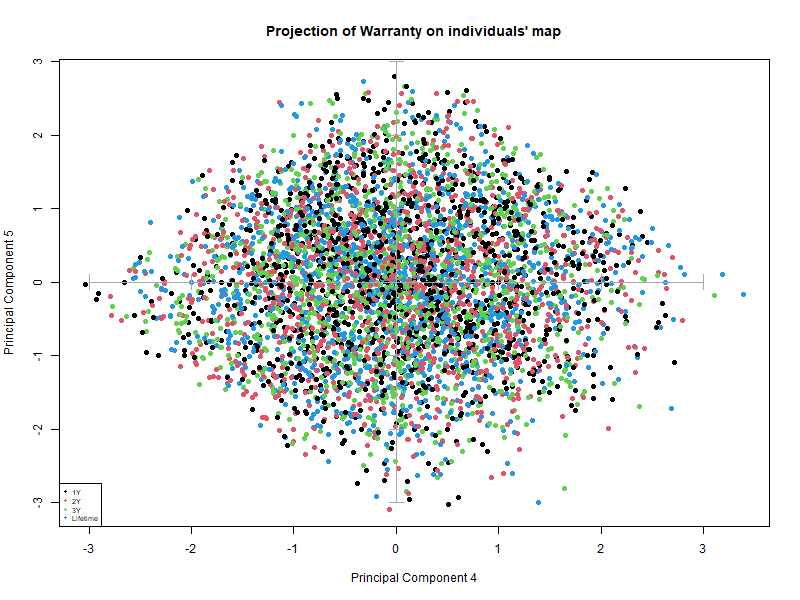 Projection of Warranty on individuals' map
Principal Component 5
3
2
1
0
-1
-2
-3
1Y
2Y
3Y
Lifetime
-3
-2
-1
0
1
2
3
Principal Component 4